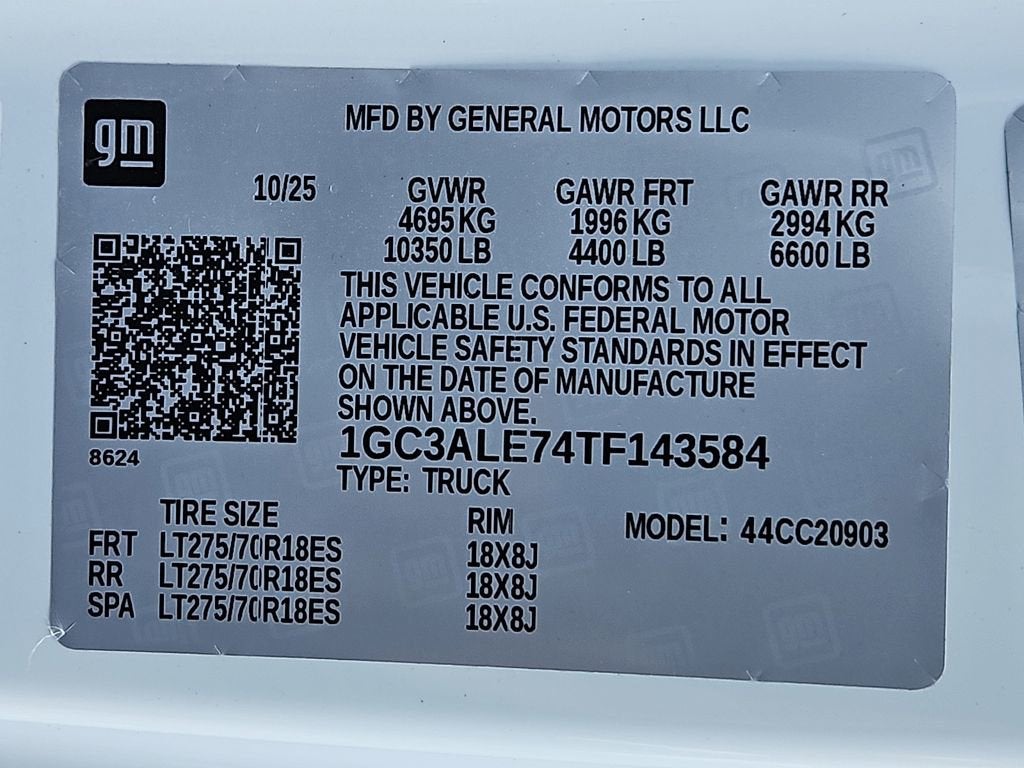 gm
MFD BY GENERAL MOTORS LLC
10/25 GVWR GAWR FRT GAWR RR
4695 KG 1996 KG 2994 KG
10350 LB 4400 LB 6600 LB
THIS VEHICLE CONFORMS TO ALL
APPLICABLE U.S. FEDERAL MOTOR
VEHICLE SAFETY STANDARDS IN EFFECT
ON THE DATE OF MANUFACTURE
SHOWN ABOVE.
1GC3ALE74TF143584
8624
TYPE: TRUCK
TIRE SIZE RIM MODEL: 44CC20903
FRT LT275/70R18ES 18X8J
RR LT275/70R18ES 18X8J
SPA LT275/70R18ES 18X8J